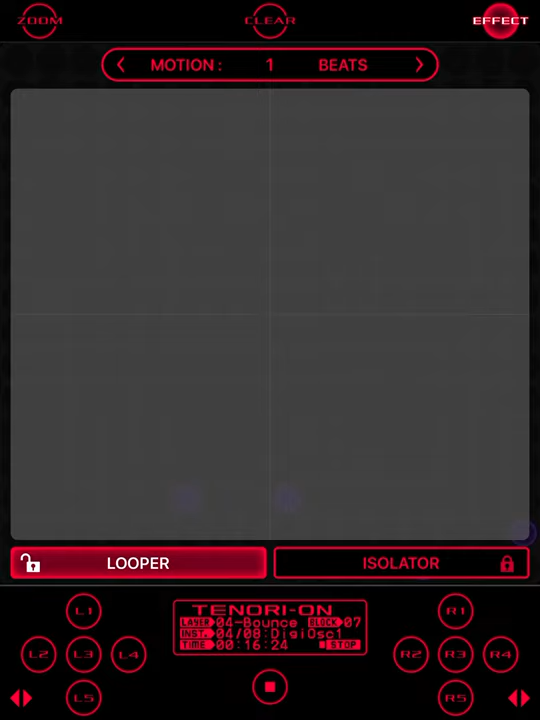 ZOOM CLEAR EFFECT
MOTION : 1 BEATS
LOOPER ISOLATOR
L1 R1
TENORI-ON
LAYER 04-Bounce BLOCK 07
L2 L3 L4 INST. 04/08:DigiOsc1 R2 R3 R4
TIME 00:16:24 STOP
L5 R5